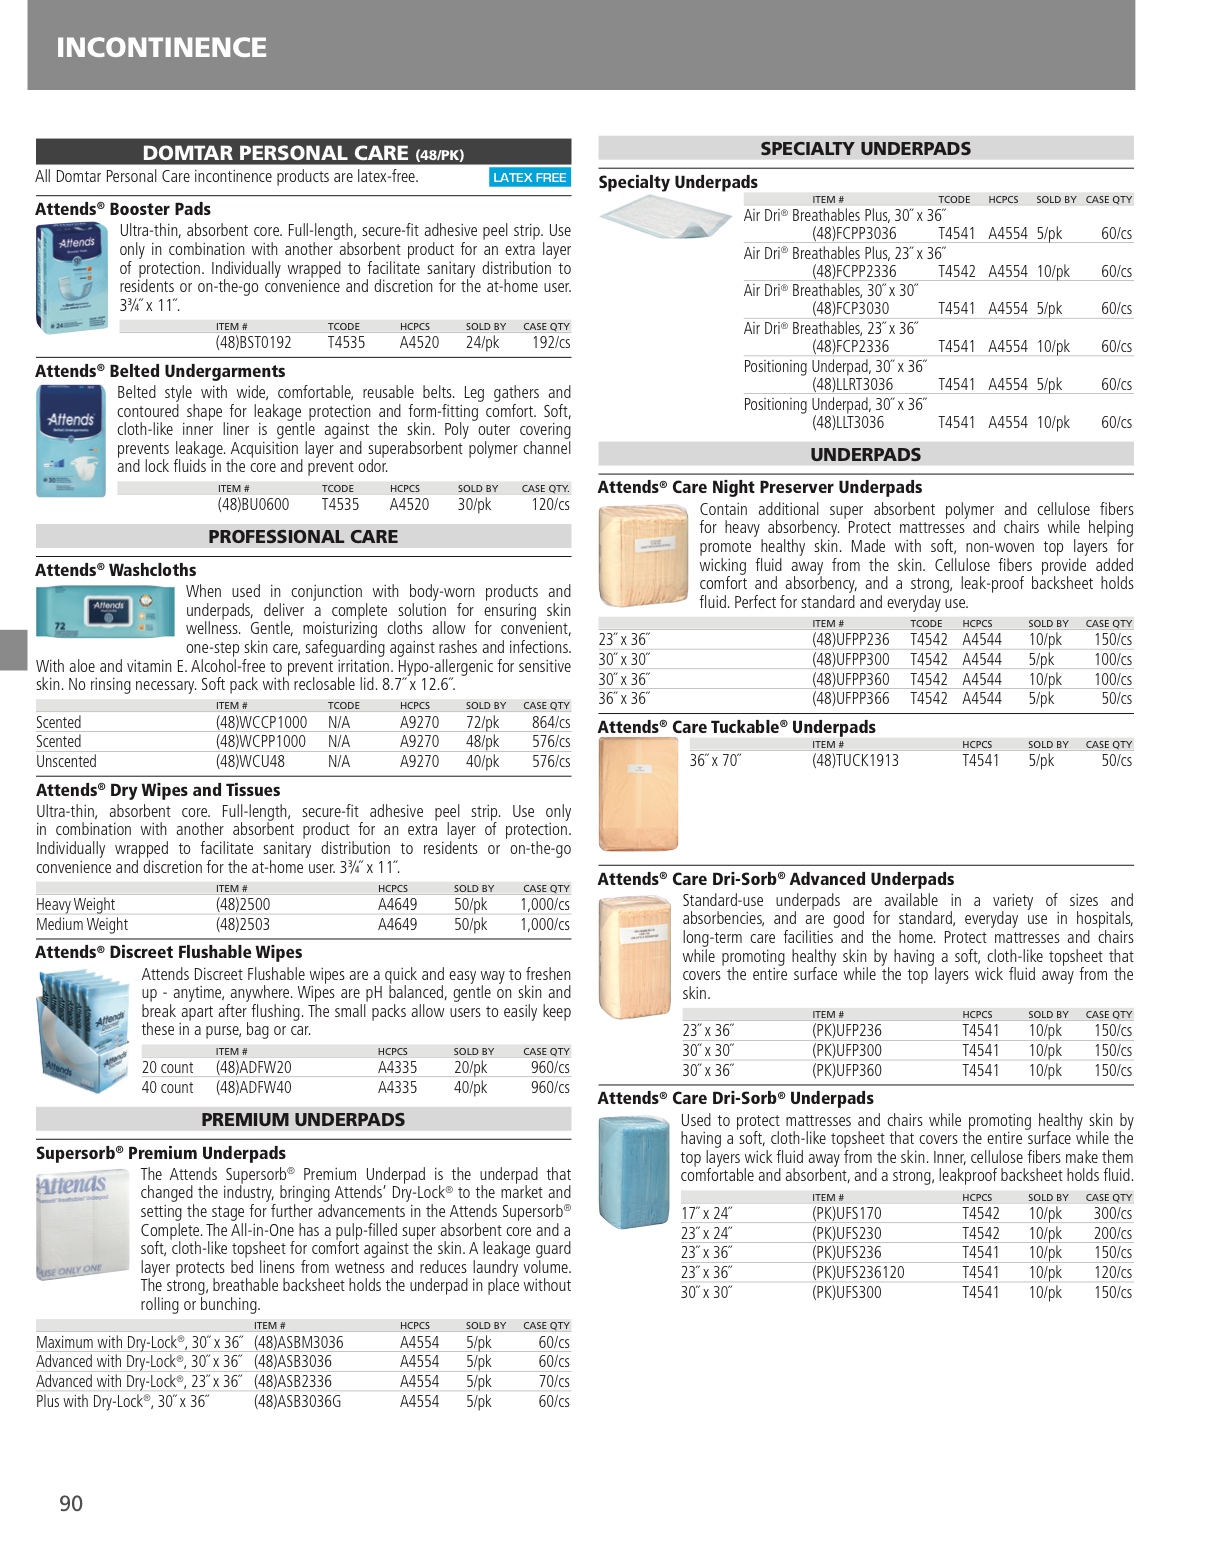 INCONTINENCE
DOMTAR PERSONAL CARE (48/PK)
All Domtar Personal Care incontinence products are latex-free. LATEX FREE
Attends® Booster Pads
Ultra-thin, absorbent core. Full-length, secure-fit adhesive peel strip. Use
only in combination with another absorbent product for an extra layer
of protection. Individually wrapped to facilitate sanitary distribution to
residents or on-the-go convenience and discretion for the at-home user.
3¾˝ x 11˝.
ITEM # TCODE HCPCS SOLD BY CASE QTY
(48)BST0192 T4535 A4520 24/pk 192/cs
Attends® Belted Undergarments
Belted style with wide, comfortable, reusable belts. Leg gathers and
contoured shape for leakage protection and form-fitting comfort. Soft,
cloth-like inner liner is gentle against the skin. Poly outer covering
prevents leakage. Acquisition layer and superabsorbent polymer channel
and lock fluids in the core and prevent odor.
ITEM # TCODE HCPCS SOLD BY CASE QTY.
(48)BU0600 T4535 A4520 30/pk 120/cs
PROFESSIONAL CARE
Attends® Washcloths
When used in conjunction with body-worn products and
underpads, deliver a complete solution for ensuring skin
wellness. Gentle, moisturizing cloths allow for convenient,
one-step skin care, safeguarding against rashes and infections.
With aloe and vitamin E. Alcohol-free to prevent irritation. Hypo-allergenic for sensitive
skin. No rinsing necessary. Soft pack with reclosable lid. 8.7˝ x 12.6˝.
ITEM # TCODE HCPCS SOLD BY CASE QTY
Scented (48)WCCP1000 N/A A9270 72/pk 864/cs
Scented (48)WCPP1000 N/A A9270 48/pk 576/cs
Unscented (48)WCU48 N/A A9270 40/pk 576/cs
Attends® Dry Wipes and Tissues
Ultra-thin, absorbent core. Full-length, secure-fit adhesive peel strip. Use only
in combination with another absorbent product for an extra layer of protection.
Individually wrapped to facilitate sanitary distribution to residents or on-the-go
convenience and discretion for the at-home user. 3¾˝ x 11˝.
ITEM # HCPCS SOLD BY CASE QTY
Heavy Weight (48)2500 A4649 50/pk 1,000/cs
Medium Weight (48)2503 A4649 50/pk 1,000/cs
Attends® Discreet Flushable Wipes
Attends Discreet Flushable wipes are a quick and easy way to freshen
up - anytime, anywhere. Wipes are pH balanced, gentle on skin and
break apart after flushing. The small packs allow users to easily keep
these in a purse, bag or car.
ITEM # HCPCS SOLD BY CASE QTY
20 count (48)ADFW20 A4335 20/pk 960/cs
40 count (48)ADFW40 A4335 40/pk 960/cs
PREMIUM UNDERPADS
Supersorb® Premium Underpads
The Attends Supersorb® Premium Underpad is the underpad that
changed the industry, bringing Attends’ Dry-Lock® to the market and
setting the stage for further advancements in the Attends Supersorb®
Complete. The All-in-One has a pulp-filled super absorbent core and a
soft, cloth-like topsheet for comfort against the skin. A leakage guard
layer protects bed linens from wetness and reduces laundry volume.
The strong, breathable backsheet holds the underpad in place without
rolling or bunching.
ITEM # HCPCS SOLD BY CASE QTY
Maximum with Dry-Lock®, 30˝ x 36˝ (48)ASBM3036 A4554 5/pk 60/cs
Advanced with Dry-Lock®, 30˝ x 36˝ (48)ASB3036 A4554 5/pk 60/cs
Advanced with Dry-Lock®, 23˝ x 36˝ (48)ASB2336 A4554 5/pk 70/cs
Plus with Dry-Lock®, 30˝ x 36˝ (48)ASB3036G A4554 5/pk 60/cs
SPECIALTY UNDERPADS
Specialty Underpads
ITEM # TCODE HCPCS SOLD BY CASE QTY
Air Dri® Breathables Plus, 30˝ x 36˝
(48)FCPP3036 T4541 A4554 5/pk 60/cs
Air Dri® Breathables Plus, 23˝ x 36˝
(48)FCPP2336 T4542 A4554 10/pk 60/cs
Air Dri® Breathables, 30˝ x 30˝
(48)FCP3030 T4541 A4554 5/pk 60/cs
Air Dri® Breathables, 23˝ x 36˝
(48)FCP2336 T4541 A4554 10/pk 60/cs
Positioning Underpad, 30˝ x 36˝
(48)LLRT3036 T4541 A4554 5/pk 60/cs
Positioning Underpad, 30˝ x 36˝
(48)LLT3036 T4541 A4554 10/pk 60/cs
UNDERPADS
Attends® Care Night Preserver Underpads
Contain additional super absorbent polymer and cellulose fibers
for heavy absorbency. Protect mattresses and chairs while helping
promote healthy skin. Made with soft, non-woven top layers for
wicking fluid away from the skin. Cellulose fibers provide added
comfort and absorbency, and a strong, leak-proof backsheet holds
fluid. Perfect for standard and everyday use.
ITEM # TCODE HCPCS SOLD BY CASE QTY
23˝ x 36˝ (48)UFPP236 T4542 A4544 10/pk 150/cs
30˝ x 30˝ (48)UFPP300 T4542 A4544 5/pk 100/cs
30˝ x 36˝ (48)UFPP360 T4542 A4544 10/pk 100/cs
36˝ x 36˝ (48)UFPP366 T4542 A4544 5/pk 50/cs
Attends® Care Tuckable® Underpads
ITEM # HCPCS SOLD BY CASE QTY
36˝ x 70˝ (48)TUCK1913 T4541 5/pk 50/cs
Attends® Care Dri-Sorb® Advanced Underpads
Standard-use underpads are available in a variety of sizes and
absorbencies, and are good for standard, everyday use in hospitals,
long-term care facilities and the home. Protect mattresses and chairs
while promoting healthy skin by having a soft, cloth-like topsheet that
covers the entire surface while the top layers wick fluid away from the
skin.
ITEM # HCPCS SOLD BY CASE QTY
23˝ x 36˝ (PK)UFP236 T4541 10/pk 150/cs
30˝ x 30˝ (PK)UFP300 T4541 10/pk 150/cs
30˝ x 36˝ (PK)UFP360 T4541 10/pk 150/cs
Attends® Care Dri-Sorb® Underpads
Used to protect mattresses and chairs while promoting healthy skin by
having a soft, cloth-like topsheet that covers the entire surface while the
top layers wick fluid away from the skin. Inner, cellulose fibers make them
comfortable and absorbent, and a strong, leakproof backsheet holds fluid.
ITEM # HCPCS SOLD BY CASE QTY
17˝ x 24˝ (PK)UFS170 T4542 10/pk 300/cs
23˝ x 24˝ (PK)UFS230 T4542 10/pk 200/cs
23˝ x 36˝ (PK)UFS236 T4541 10/pk 150/cs
23˝ x 36˝ (PK)UFS236120 T4541 10/pk 120/cs
30˝ x 30˝ (PK)UFS300 T4541 10/pk 150/cs
90